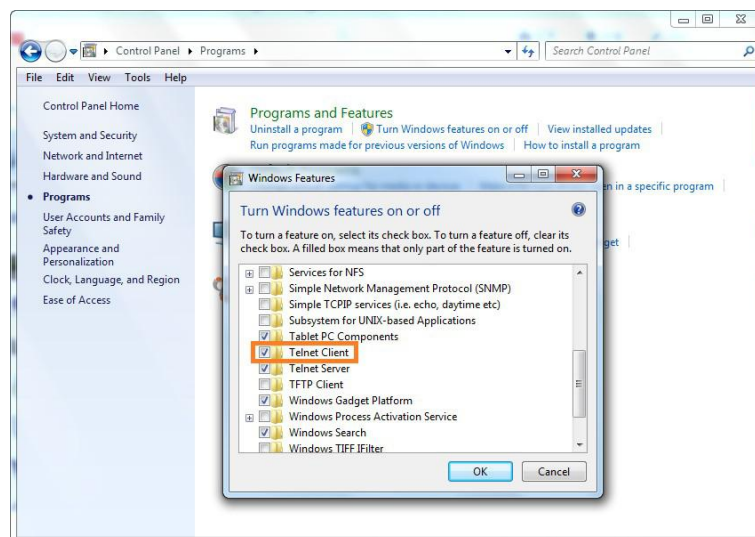 Control Panel Programs
Search Control Panel
File Edit View Tools Help
Control Panel Home
System and Security
Network and Internet
Hardware and Sound
Programs
User Accounts and Family
Safety
Appearance and
Personalization
Clock, Language, and Region
Ease of Access
Programs and Features
Uninstall a program Turn Windows features on or off View installed updates
Run programs made for previous versions of Windows How to install a program
en in a specific program
get
Windows Features
Turn Windows features on or off
To turn a feature on, select its check box. To turn a feature off, clear its
check box. A filled box means that only part of the feature is turned on.
Services for NFS
Simple Network Management Protocol (SNMP)
Simple TCPIP services (i.e. echo, daytime etc)
Subsystem for UNIX-based Applications
Tablet PC Components
Telnet Client
Telnet Server
TFTP Client
Windows Gadget Platform
Windows Process Activation Service
Windows Search
Windows TIFF IFilter
OK Cancel